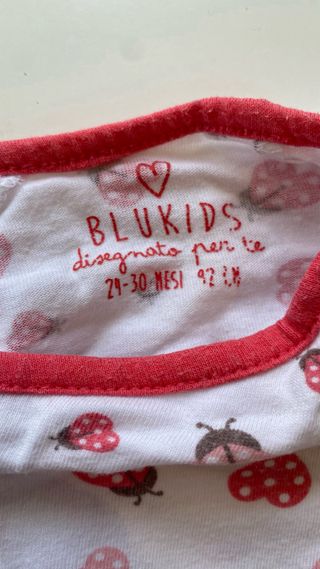 BLUKIDS
disegnato per te
24-30 MESI 92 CM